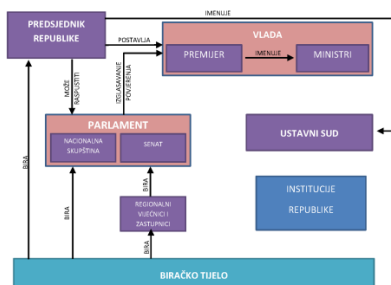 IMENUJE
PREDSJEDNIK
REPUBLIKE
POSTAVLJA
VLADA
PREMIJER
IMENUJE
MINISTRI
MOŽE
RASPUSTITI
IZGLASAVANJE
POVJERENJA
PARLAMENT
NACIONALNA
SKUPŠTINA
SENAT
USTAVNI SUD
BIRA
BIRA
BIRA
REGIONALNI
VIJEĆNICI I
ZASTUPNICI
INSTITUCIJE
REPUBLIKE
BIRA
BIRAČKO TIJELO